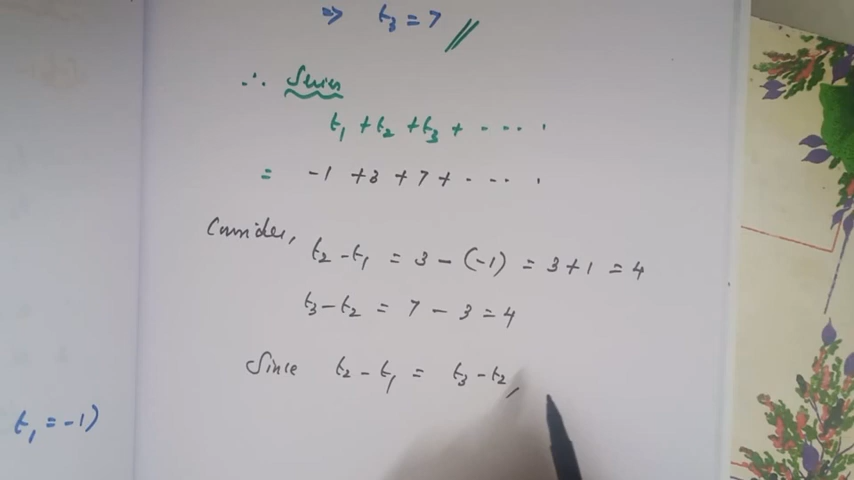 ⇒ t₃ = 7 //
∴ Series
t₁ + t₂ + t₃ + - - - .
= -1 + 3 + 7 + - - - .
Consider,
t₂ - t₁ = 3 - (-1) = 3 + 1 = 4
t₃ - t₂ = 7 - 3 = 4
Since t₂ - t₁ = t₃ - t₂,
t₁ = -1)